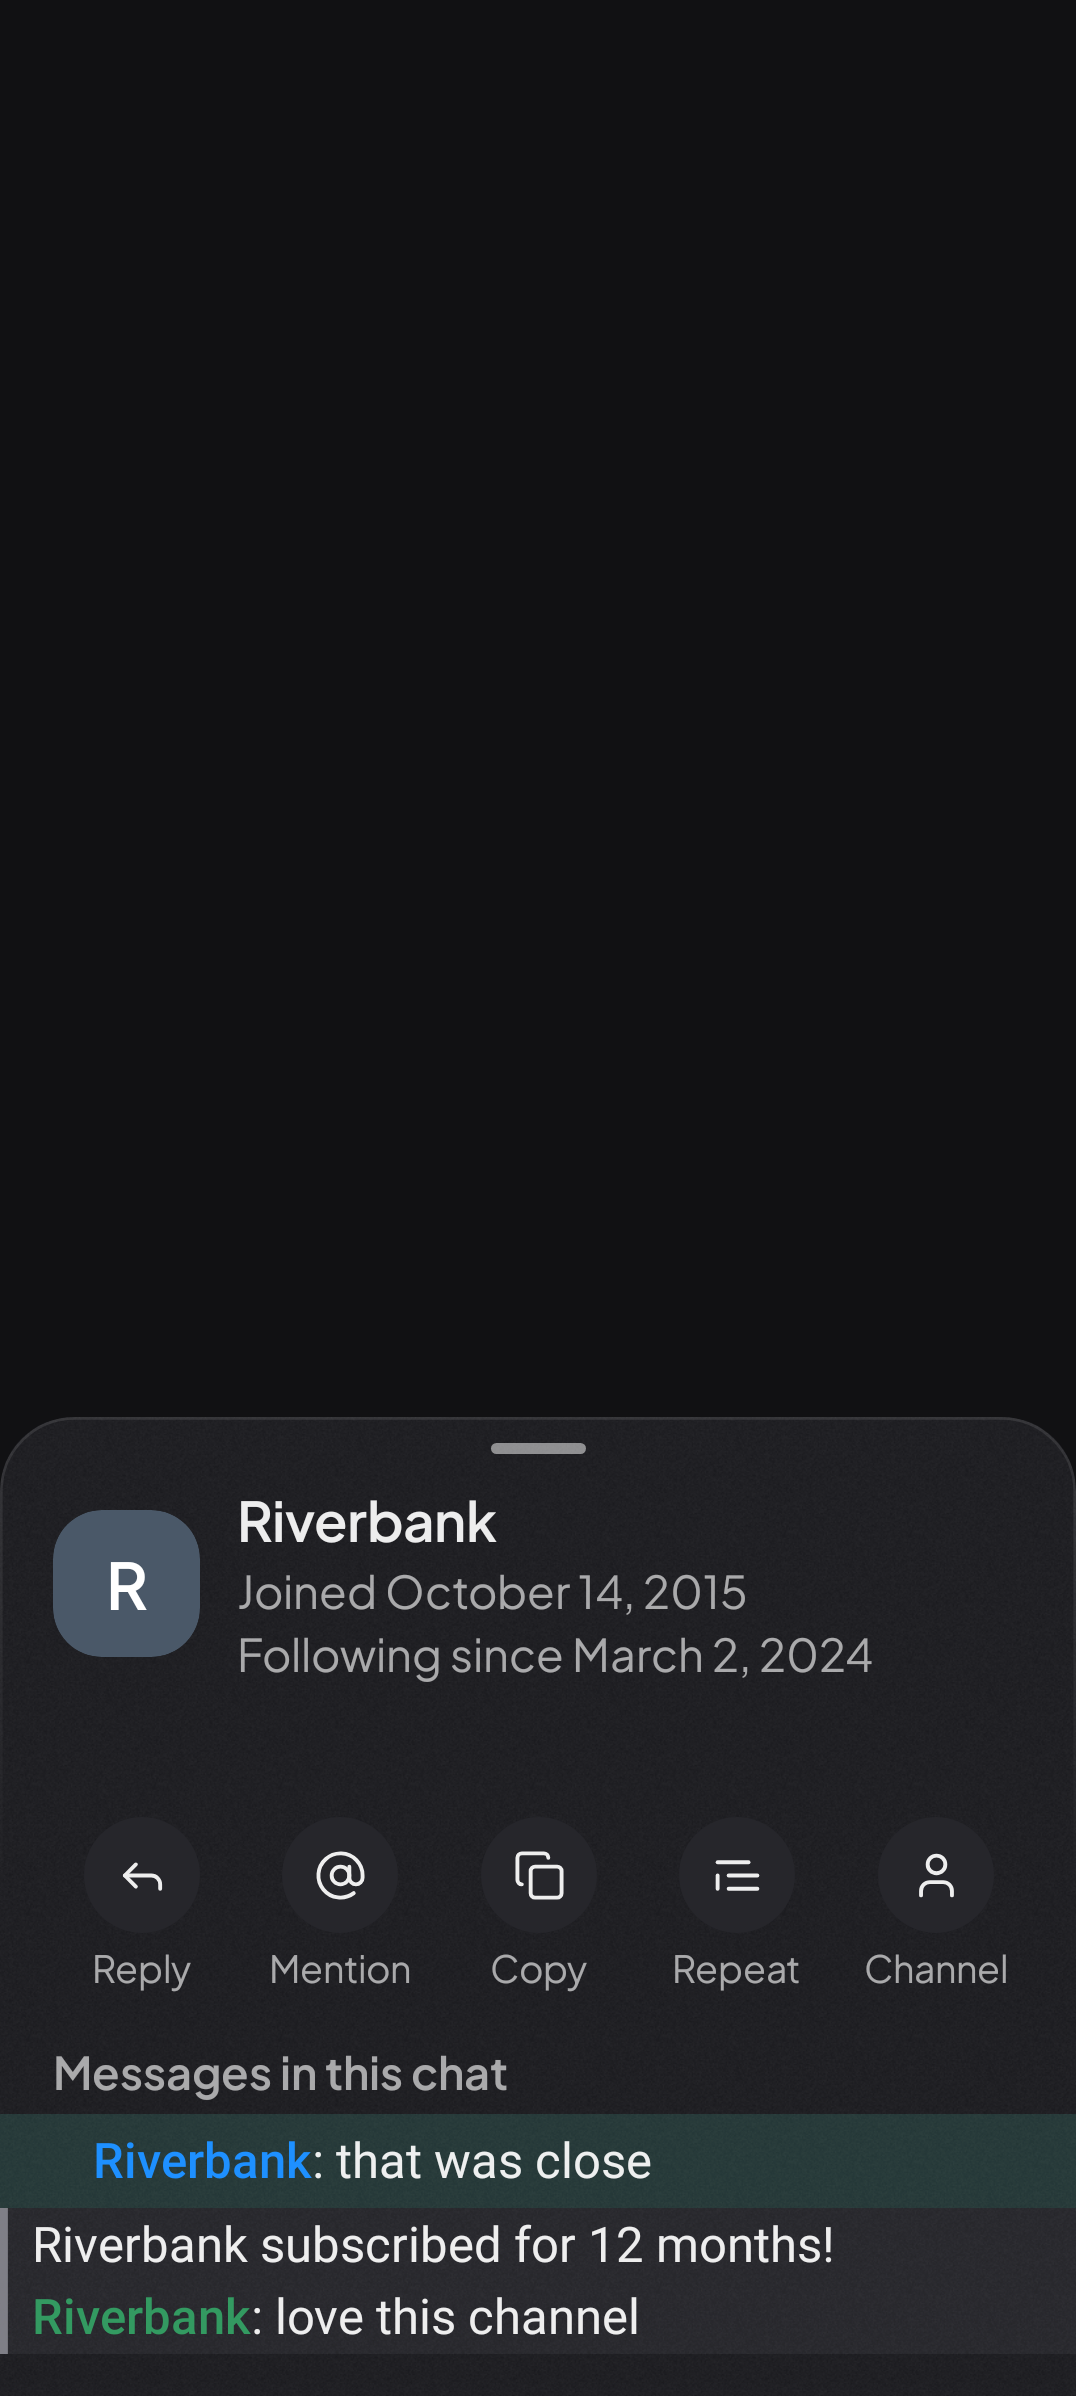 R
Riverbank
Joined October 14, 2015
Following since March 2, 2024
Reply
Mention
Copy
Repeat
Channel
Messages in this chat
Riverbank: that was close
Riverbank subscribed for 12 months!
Riverbank: love this channel